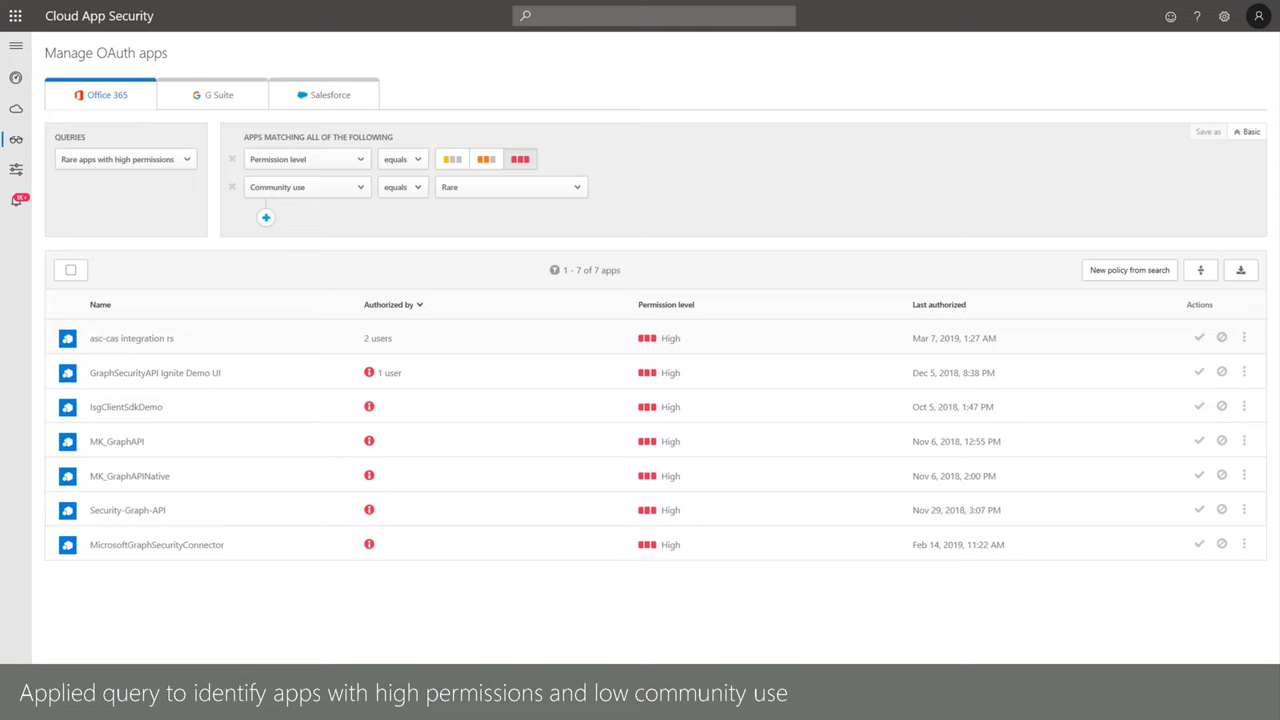 Cloud App Security
Manage OAuth apps
Office 365
G Suite
Salesforce
QUERIES
Rare apps with high permissions
APPS MATCHING ALL OF THE FOLLOWING
Save as
Basic
Permission level equals
Community use equals Rare
1 - 7 of 7 apps
New policy from search
Name Authorized by Permission level Last authorized Actions
asc-cas integration rs 2 users High Mar 7, 2019, 1:27 AM
GraphSecurityAPI Ignite Demo UI 1 user High Dec 5, 2018, 8:38 PM
IsgClientSdkDemo High Oct 5, 2018, 1:47 PM
MK_GraphAPI High Nov 6, 2018, 12:55 PM
MK_GraphAPINative High Nov 6, 2018, 2:00 PM
Security-Graph-API High Nov 29, 2018, 3:07 PM
MicrosoftGraphSecurityConnector High Feb 14, 2019, 11:22 AM
1K+
Applied query to identify apps with high permissions and low community use